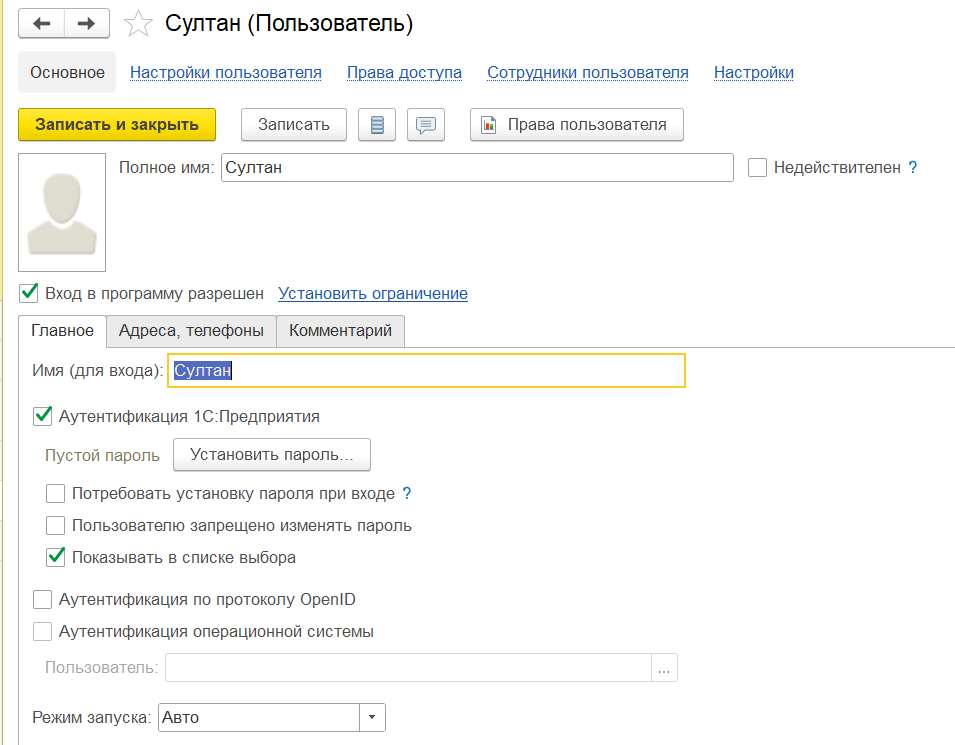 Султан (Пользователь)
Основное Настройки пользователя Права доступа Сотрудники пользователя Настройки
Записать и закрыть Записать Права пользователя
Полное имя: Султан Недействителен ?
Вход в программу разрешен Установить ограничение
Главное Адреса, телефоны Комментарий
Имя (для входа): Султан
Аутентификация 1С:Предприятия
Пустой пароль Установить пароль...
Потребовать установку пароля при входе ?
Пользователю запрещено изменять пароль
Показывать в списке выбора
Аутентификация по протоколу OpenID
Аутентификация операционной системы
Пользователь: ...
Режим запуска: Авто